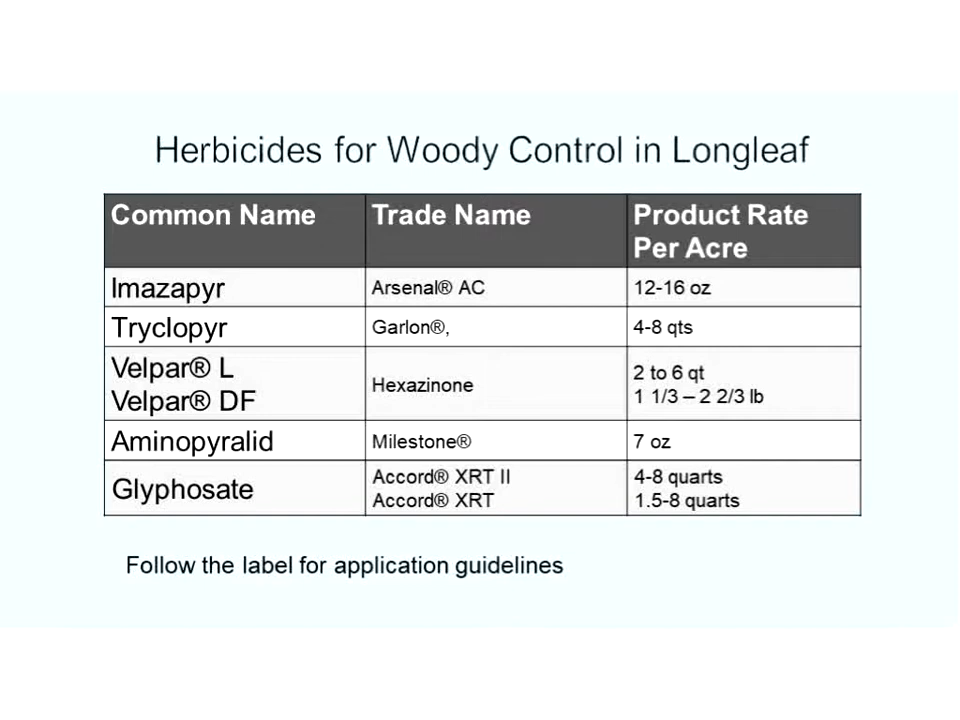 Herbicides for Woody Control in Longleaf
Common Name Trade Name Product Rate
Per Acre
Imazapyr Arsenal® AC 12-16 oz
Tryclopyr Garlon®, 4-8 qts
Velpar® L
Velpar® DF
Hexazinone
2 to 6 qt
1 1/3 – 2 2/3 lb
Aminopyralid Milestone® 7 oz
Glyphosate
Accord® XRT II
Accord® XRT
4-8 quarts
1.5-8 quarts
Follow the label for application guidelines